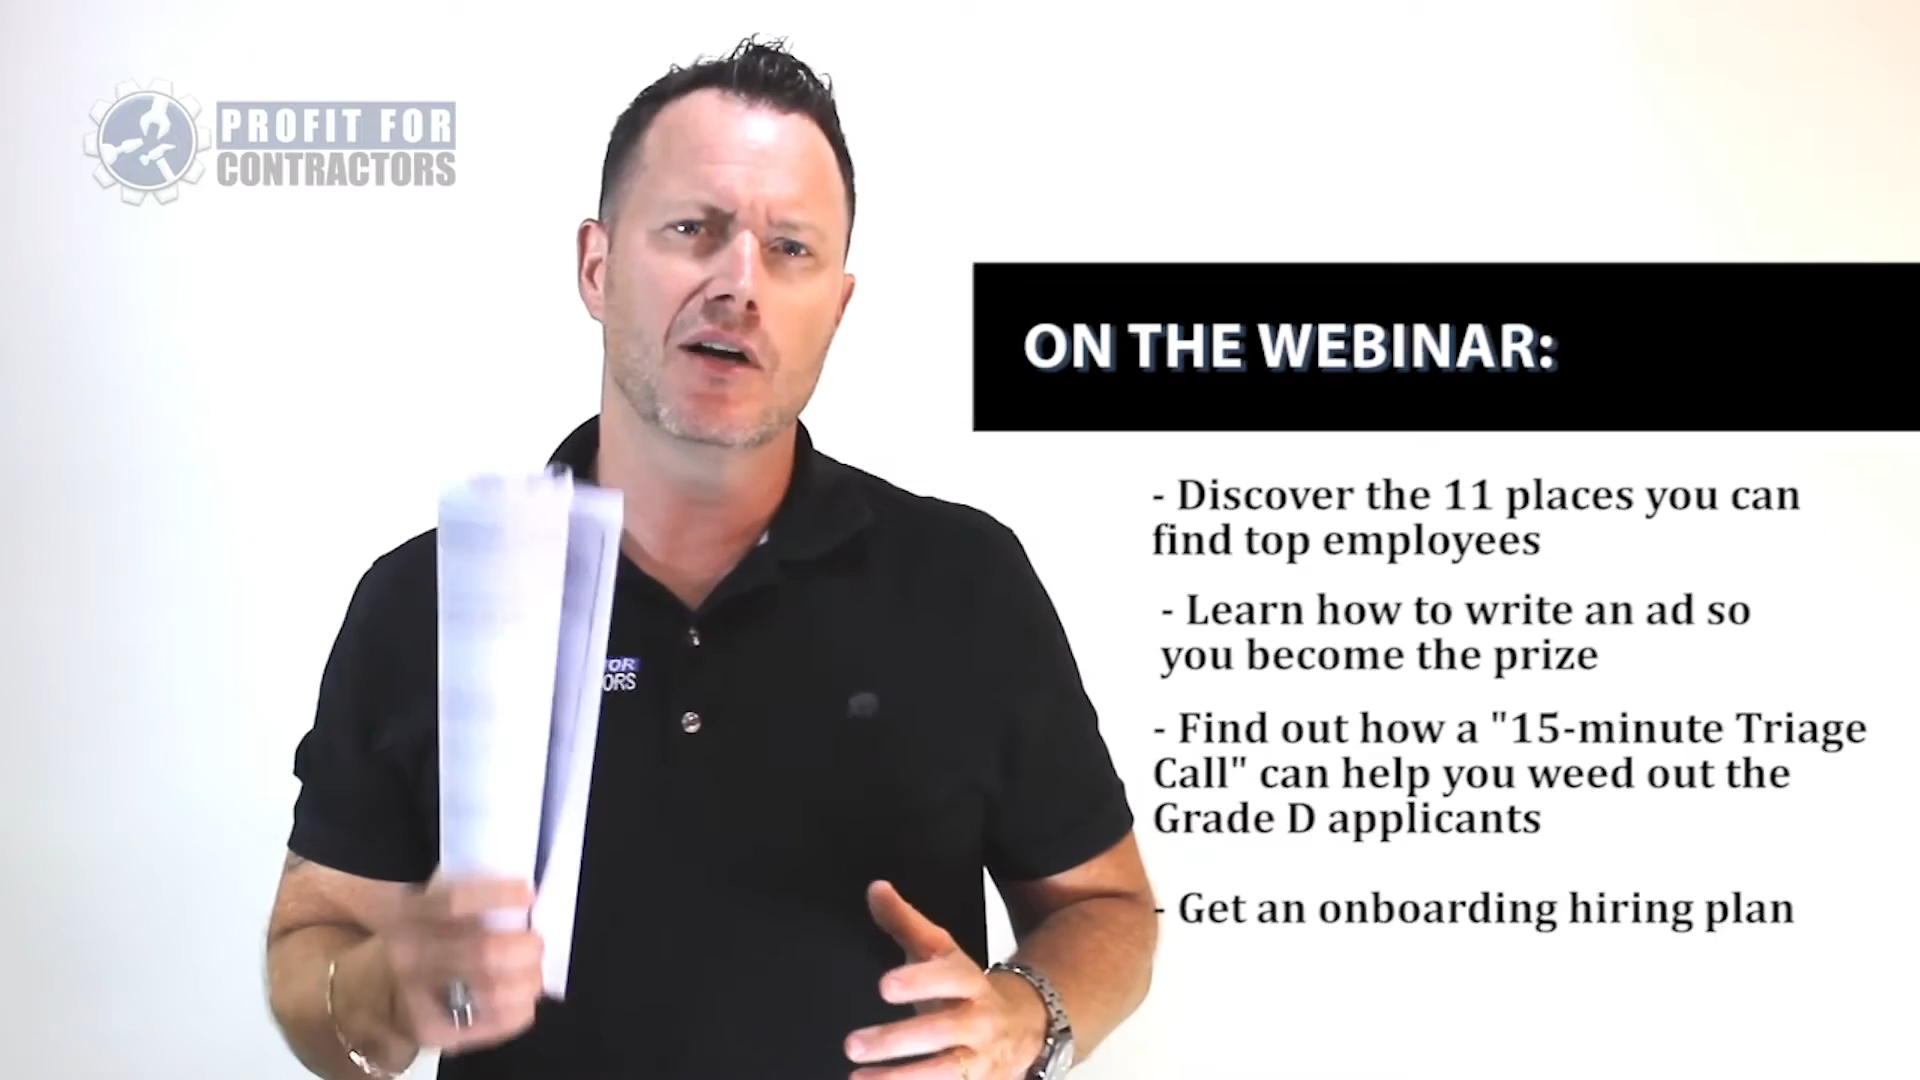 PROFIT FOR
CONTRACTORS
ON THE WEBINAR:
- Discover the 11 places you can
find top employees
- Learn how to write an ad so
you become the prize
- Find out how a "15-minute Triage
Call" can help you weed out the
Grade D applicants
- Get an onboarding hiring plan
ORS